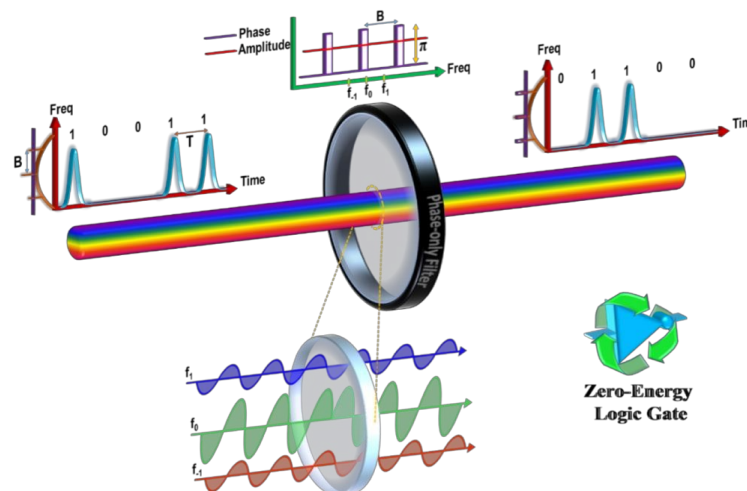 Phase
Amplitude
B
π
Freq
f-1 f0 f1
Freq
1 0 0 1 1
B
T
Time
Freq
0 1 1 0 0
Tim
phase-only Filter
f1
f0
f-1
Zero-Energy
Logic Gate